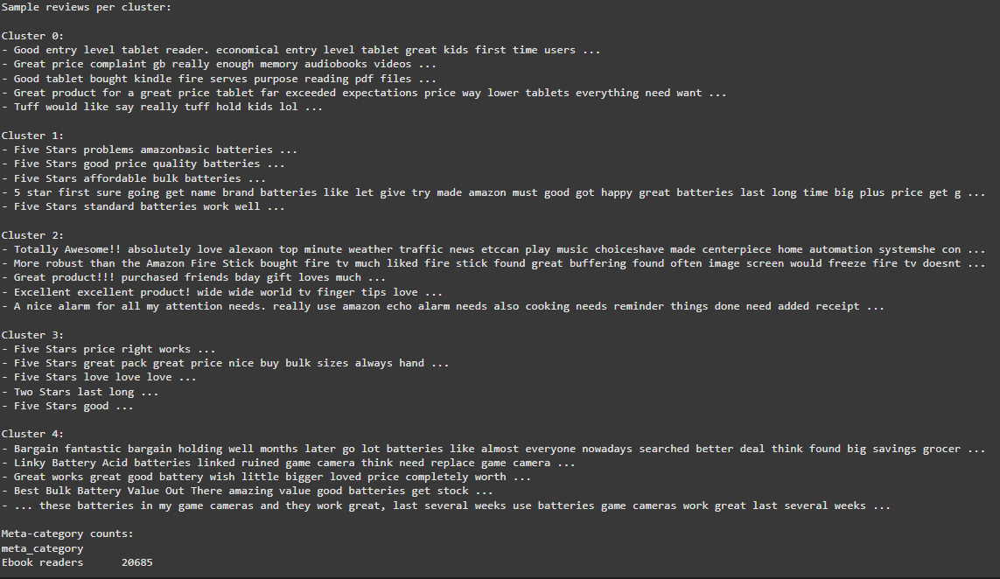 Sample reviews per cluster:
Cluster 0:
- Good entry level tablet reader. economical entry level tablet great kids first time users ...
- Great price complaint gb really enough memory audiobooks videos ...
- Good tablet bought kindle fire serves purpose reading pdf files ...
- Great product for a great price tablet far exceeded expectations price way lower tablets everything need want ...
- Tuff would like say really tuff hold kids lol ...
Cluster 1:
- Five Stars problems amazonbasic batteries ...
- Five Stars good price quality batteries ...
- Five Stars affordable bulk batteries ...
- 5 star first sure going get name brand batteries like let give try made amazon must good got happy great batteries last long time big plus price get g ...
- Five Stars standard batteries work well ...
Cluster 2:
- Totally Awesome!! absolutely love alexaon top minute weather traffic news etccan play music choiceshave made centerpiece home automation systemshe con ...
- More robust than the Amazon Fire Stick bought fire tv much liked fire stick found great buffering found often image screen would freeze fire tv doesnt ...
- Great product!!! purchased friends bday gift loves much ...
- Excellent excellent product! wide wide world tv finger tips love ...
- A nice alarm for all my attention needs. really use amazon echo alarm needs also cooking needs reminder things done need added receipt ...
Cluster 3:
- Five Stars price right works ...
- Five Stars great pack great price nice buy bulk sizes always hand ...
- Five Stars love love love ...
- Two Stars last long ...
- Five Stars good ...
Cluster 4:
- Bargain fantastic bargain holding well months later go lot batteries like almost everyone nowadays searched better deal think found big savings grocer ...
- Linky Battery Acid batteries linked ruined game camera think need replace game camera ...
- Great works great good battery wish little bigger loved price completely worth ...
- Best Bulk Battery Value Out There amazing value good batteries get stock ...
- ... these batteries in my game cameras and they work great, last several weeks use batteries game cameras work great last several weeks ...
Meta-category counts:
meta_category
Ebook readers 20685